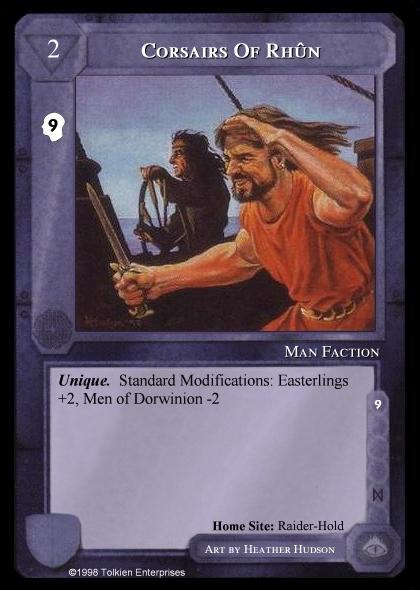 2
CORSAIRS OF RHÛN
9
MAN FACTION
Unique. Standard Modifications: Easterlings
+2, Men of Dorwinion -2
9
Home Site: Raider-Hold
ART BY HEATHER HUDSON
©1998 Tolkien Enterprises